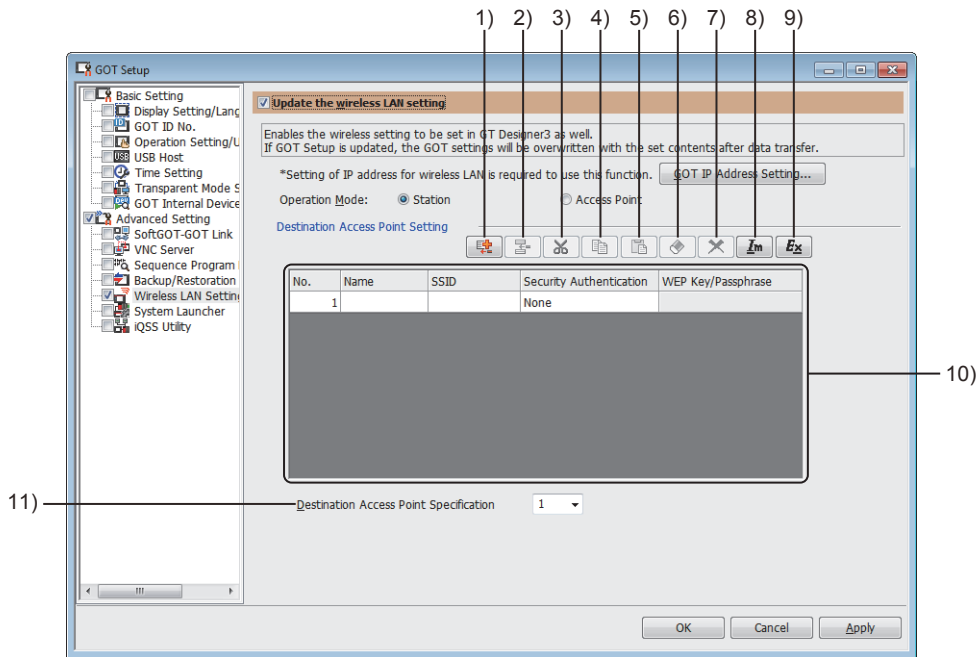 1) 2) 3) 4) 5) 6) 7) 8) 9)
GOT Setup
Basic Setting
Display Setting/Lang
GOT ID No.
Operation Setting/U
USB Host
Time Setting
Transparent Mode S
GOT Internal Device
Advanced Setting
SoftGOT-GOT Link
VNC Server
Sequence Program
Backup/Restoration
Wireless LAN Settin
System Launcher
iQSS Utility
Update the wireless LAN setting
Enables the wireless setting to be set in GT Designer3 as well.
If GOT Setup is updated, the GOT settings will be overwritten with the set contents after data transfer.
*Setting of IP address for wireless LAN is required to use this function. GOT IP Address Setting...
Operation Mode: Station Access Point
Destination Access Point Setting
Im Ex
No. Name SSID Security Authentication WEP Key/Passphrase
1 None
10)
11) Destination Access Point Specification 1
OK Cancel Apply